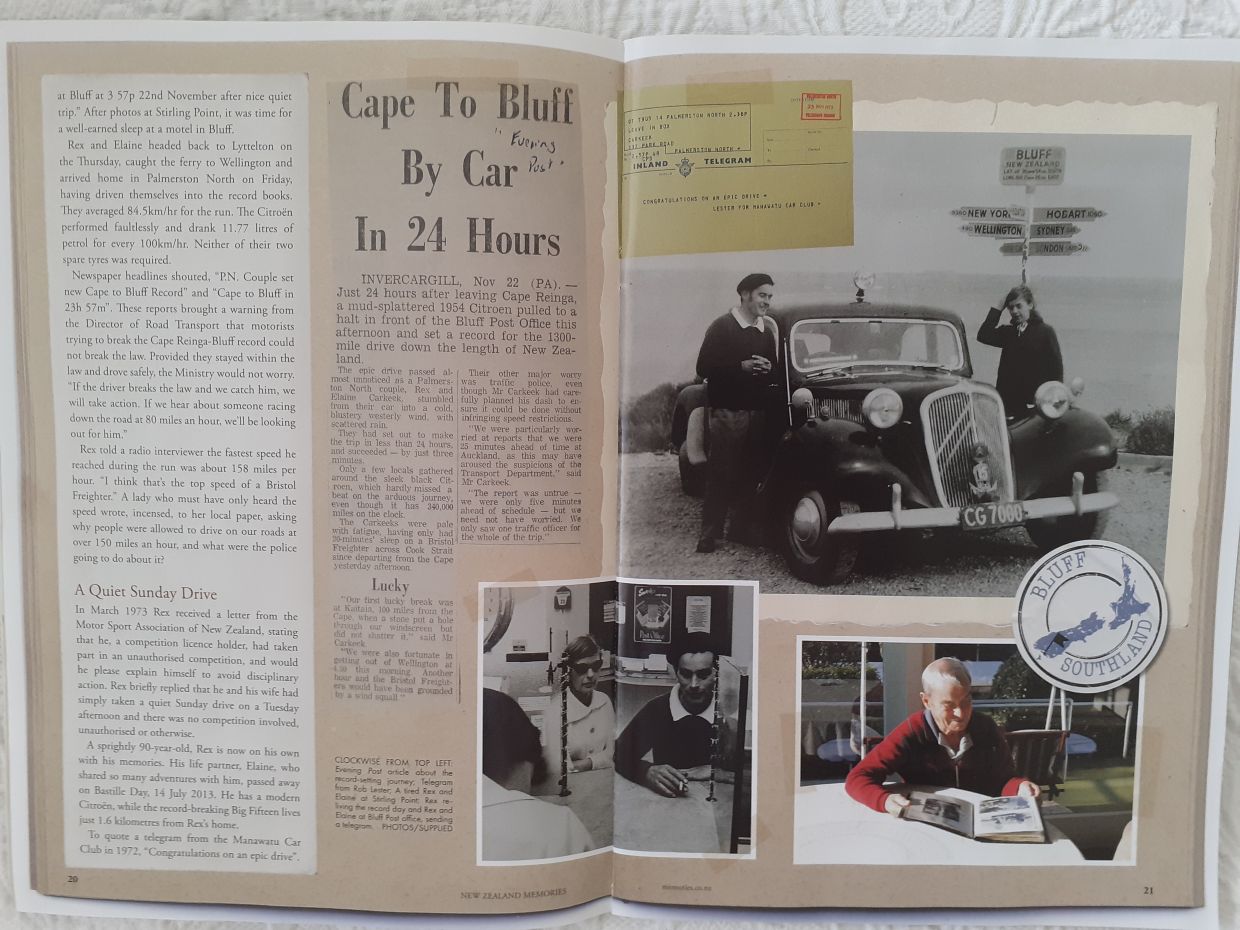 at Bluff at 3 57p 22nd November after nice quiet
trip.” After photos at Stirling Point, it was time for
a well-earned sleep at a motel in Bluff.
Rex and Elaine headed back to Lyttelton on
the Thursday, caught the ferry to Wellington and
arrived home in Palmerston North on Friday,
having driven themselves into the record books.
They averaged 84.5km/hr for the run. The Citroën
performed faultlessly and drank 11.77 litres of
petrol for every 100km/hr. Neither of their two
spare tyres was required.
Newspaper headlines shouted, “P.N. Couple set
new Cape to Bluff Record” and “Cape to Bluff in
23h 57m”. These reports brought a warning from
the Director of Road Transport that motorists
trying to break the Cape Reinga-Bluff record could
not break the law. Provided they stayed within the
law and drove safely, the Ministry would not worry.
“If the driver breaks the law and we catch him, we
will take action. If we hear about someone racing
down the road at 80 miles an hour, we’ll be looking
out for him.”
Rex told a radio interviewer the fastest speed he
reached during the run was about 158 miles per
hour. “I think that’s the top speed of a Bristol
Freighter.” A lady who must have only heard the
speed wrote, incensed, to her local paper, asking
why people were allowed to drive on our roads at
over 150 miles an hour, and what were the police
going to do about it?
A Quiet Sunday Drive
In March 1973 Rex received a letter from the
Motor Sport Association of New Zealand, stating
that he, a competition licence holder, had taken
part in an unauthorised competition, and would
he please explain himself to avoid disciplinary
action. Rex briefly replied that he and his wife had
simply taken a quiet Sunday drive on a Tuesday
afternoon and there was no competition involved,
unauthorised or otherwise.
A sprightly 90-year-old, Rex is now on his own
with his memories. His life partner, Elaine, who
shared so many adventures with him, passed away
on Bastille Day, 14 July 2013. He has a modern
Citroën, while the record-breaking Big Fifteen lives
just 1.6 kilometres from Rex’s home.
To quote a telegram from the Manawatu Car
Club in 1972, “Congratulations on an epic drive”.
20
Cape To Bluff
By Car
In 24 Hours
"Evening
Post"
INVERCARGILL, Nov 22 (PA). —
Just 24 hours after leaving Cape Reinga,
a mud-splattered 1954 Citroen pulled to a
halt in front of the Bluff Post Office this
afternoon and set a record for the 1300-
mile drive down the length of New Zea-
land.
The epic drive passed al-
most unnoticed as a Palmers-
ton North couple, Rex and
Elaine Carkeek, stumbled
from their car into a cold,
blustery westerly wind, with
scattered rain.
They had set out to make
the trip in less than 24 hours,
and succeeded — by just three
minutes.
Only a few locals gathered
around the sleek black Cit-
roen, which hardly missed a
beat on the arduous journey,
even though it has 340,000
miles on the clock.
The Carkeeks were pale
with fatigue, having only had
20-minutes' sleep on a Bristol
Freighter across Cook Strait
since departing from the Cape
yesterday afternoon.
Lucky
"Our first lucky break was
at Kaitaia, 100 miles from the
Cape, when a stone put a hole
through our windscreen but
did not shatter it," said Mr
Carkeek.
"We were also fortunate in
getting out of Wellington at
4.50 this morning. Another
hour and the Bristol Freight-
ers would have been grounded
by a wind squall."
Their other major worry
was traffic police, even
though Mr Carkeek had care-
fully planned his dash to en-
sure it could be done without
infringing speed restrictions.
"We were particularly wor-
ried at reports that we were
25 minutes ahead of time at
Auckland, as this may have
aroused the suspicions of the
Transport Department," said
Mr Carkeek.
"The report was untrue —
we were only five minutes
ahead of schedule — but we
need not have worried. We
only saw one traffic officer for
the whole of the trip."
CLOCKWISE FROM TOP LEFT:
Evening Post article about the
record-setting journey; Telegram
from Rob Lester; A tired Rex and
Elaine at Stirling Point; Rex re-
living the record day and Rex and
Elaine at Bluff Post office, sending
a telegram. PHOTOS/SUPPLIED
NEW ZEALAND MEMORIES
14 PALMERSTON NORTH 2.30P
LEAVE IN BOX
CARKEEK
PARK ROAD
PALMERSTON NORTH
INLAND TELEGRAM
CONGRATULATIONS ON AN EPIC DRIVE =
LESTER FOR MANAWATU CAR CLUB =
BLUFF
NEW ZEALAND
NEW YORK
HOBART
WELLINGTON
SYDNEY
LONDON
CG7000
BLUFF
SOUTHLAND
memories.co.nz
21